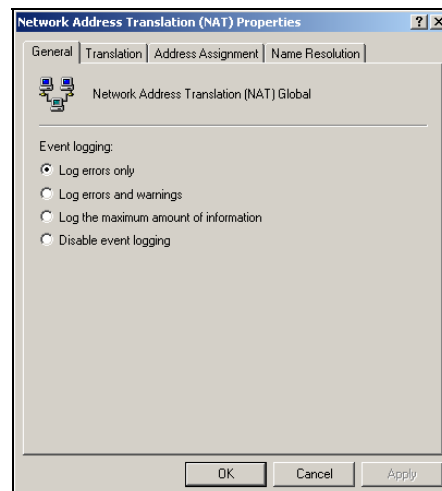 Network Address Translation (NAT) Properties
General Translation Address Assignment Name Resolution
Network Address Translation (NAT) Global
Event logging:
Log errors only
Log errors and warnings
Log the maximum amount of information
Disable event logging
OK Cancel Apply